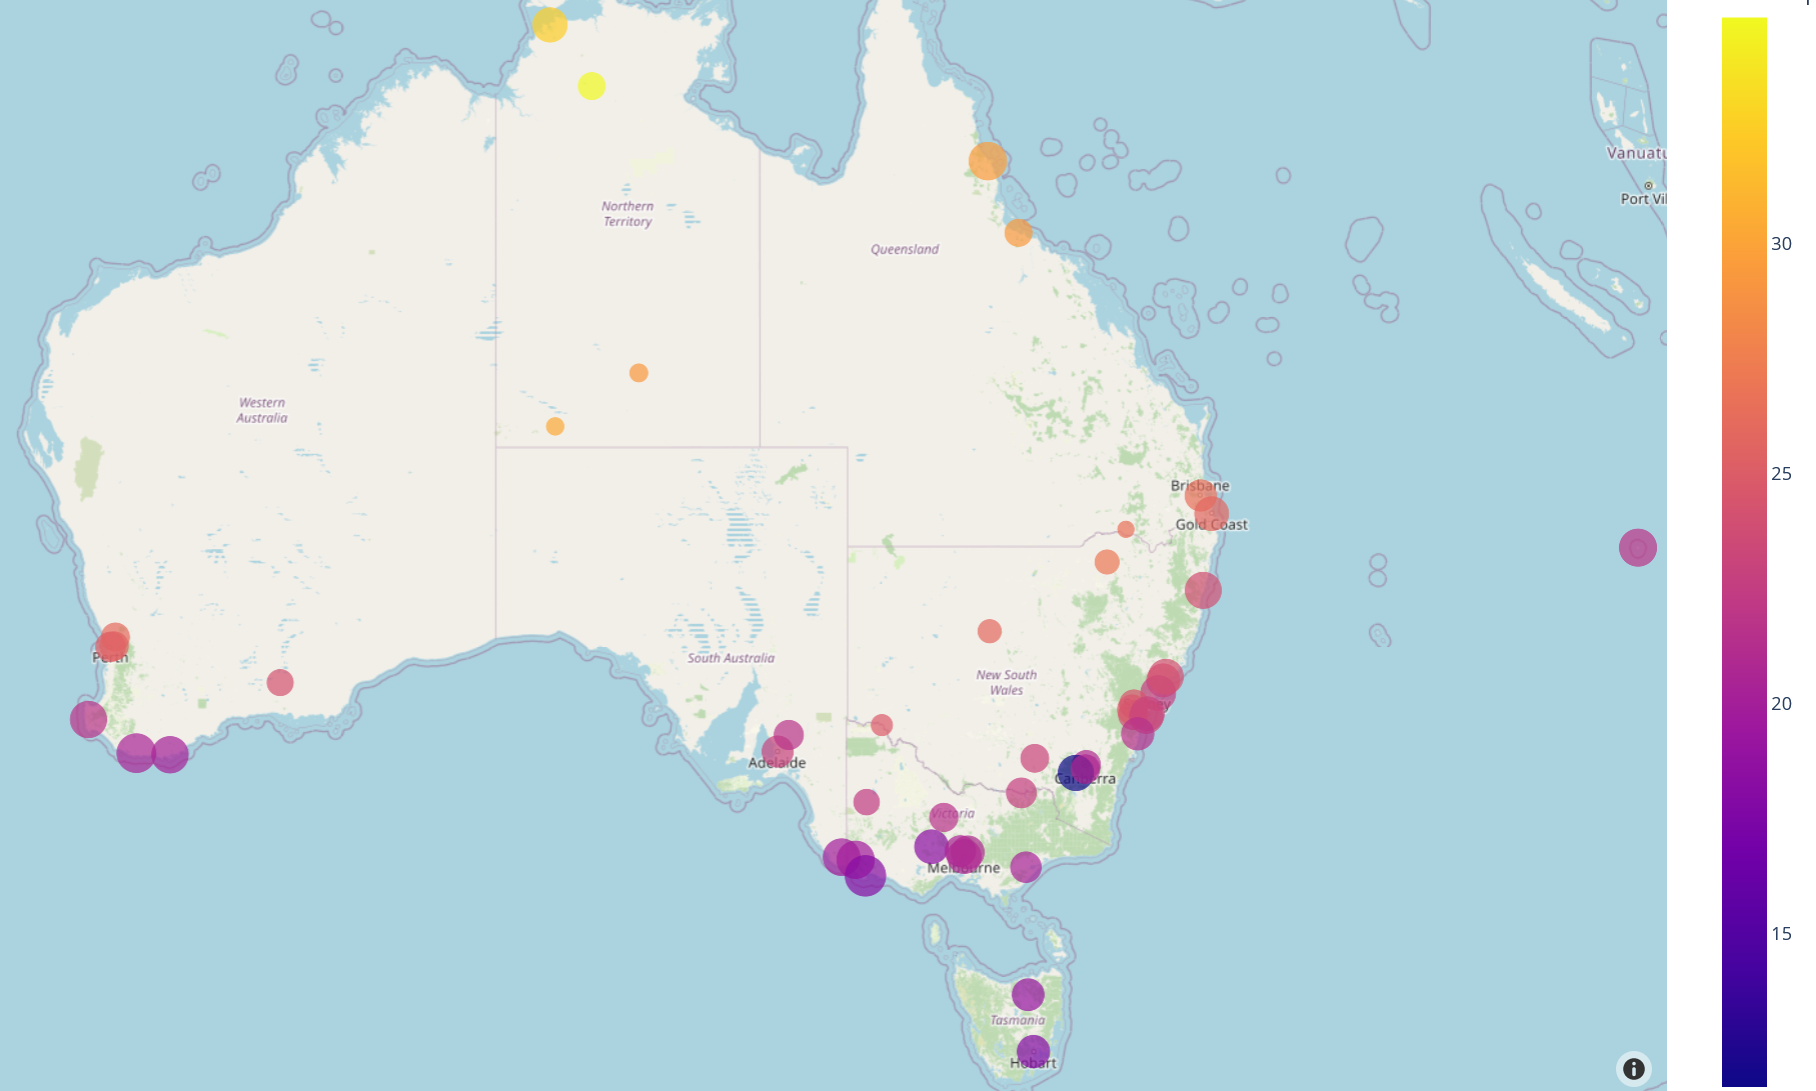 Vanuatu
Port Vil
Northern
Territory
Queensland
Western
Australia
Brisbane
Gold Coast
Perth
South Australia
New South
Wales
Adelaide
Canberra
Victoria
Melbourne
Tasmania
Hobart
30
25
20
15